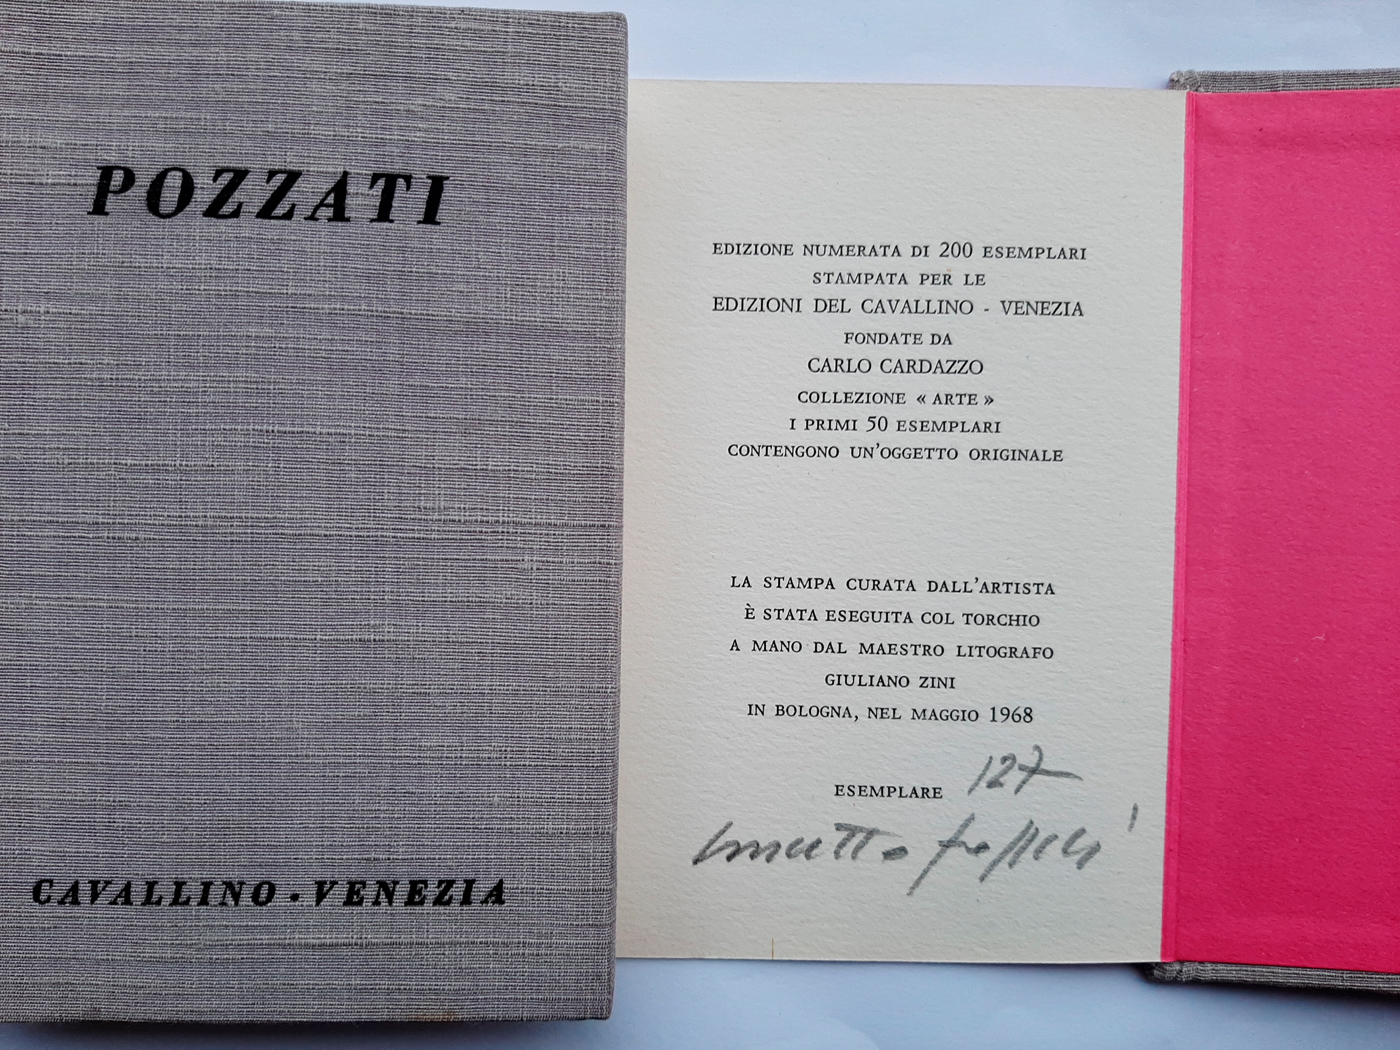 POZZATI
CAVALLINO • VENEZIA
EDIZIONE NUMERATA DI 200 ESEMPLARI
STAMPATA PER LE
EDIZIONI DEL CAVALLINO - VENEZIA
FONDATE DA
CARLO CARDAZZO
COLLEZIONE « ARTE »
I PRIMI 50 ESEMPLARI
CONTENGONO UN'OGGETTO ORIGINALE
LA STAMPA CURATA DALL'ARTISTA
È STATA ESEGUITA COL TORCHIO
A MANO DAL MAESTRO LITOGRAFO
GIULIANO ZINI
IN BOLOGNA, NEL MAGGIO 1968
ESEMPLARE 127